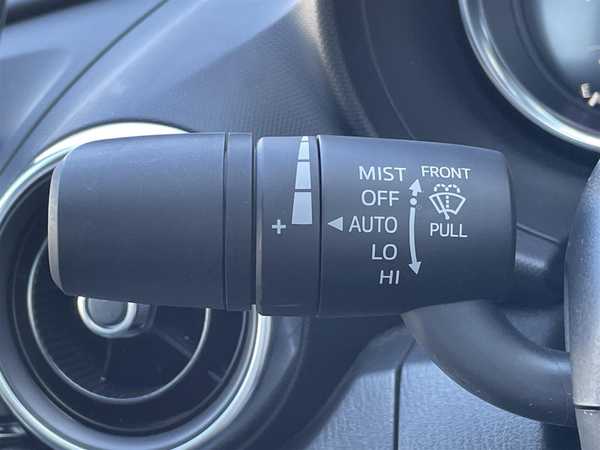 MIST FRONT
OFF
+ ◀ AUTO PULL
LO
HI